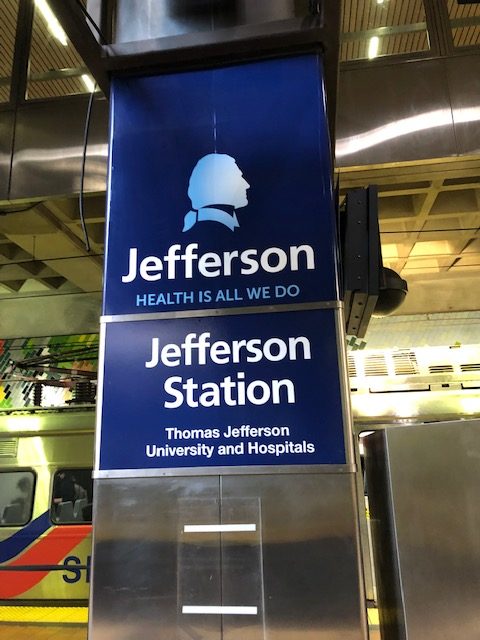 Jefferson
HEALTH IS ALL WE DO
Jefferson
Station
Thomas Jefferson
University and Hospitals